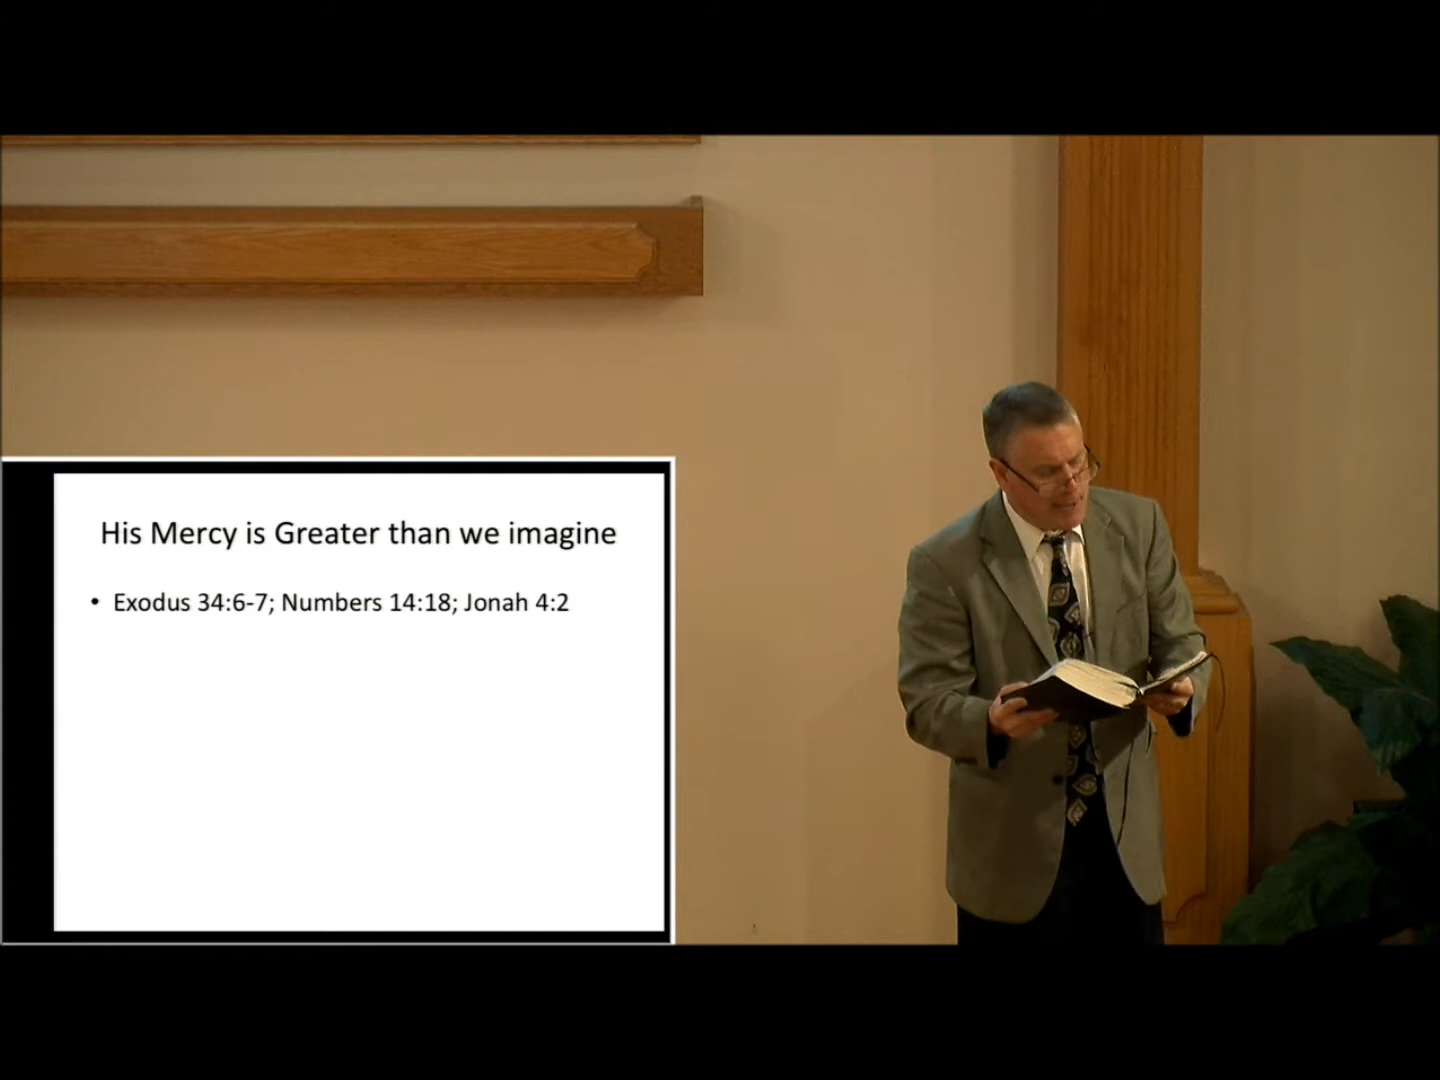 His Mercy is Greater than we imagine
• Exodus 34:6-7; Numbers 14:18; Jonah 4:2